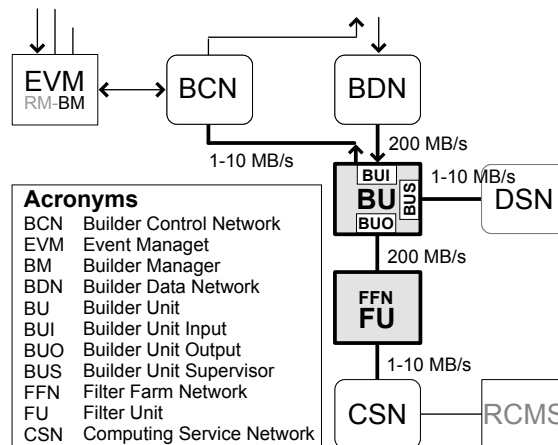 EVM
RM-BM
BCN
BDN
1-10 MB/s
200 MB/s
BUI
BU
BUS
BUO
1-10 MB/s
DSN
200 MB/s
FFN
FU
1-10 MB/s
CSN
RCMS
Acronyms
BCN Builder Control Network
EVM Event Managet
BM Builder Manager
BDN Builder Data Network
BU Builder Unit
BUI Builder Unit Input
BUO Builder Unit Output
BUS Builder Unit Supervisor
FFN Filter Farm Network
FU Filter Unit
CSN Computing Service Network